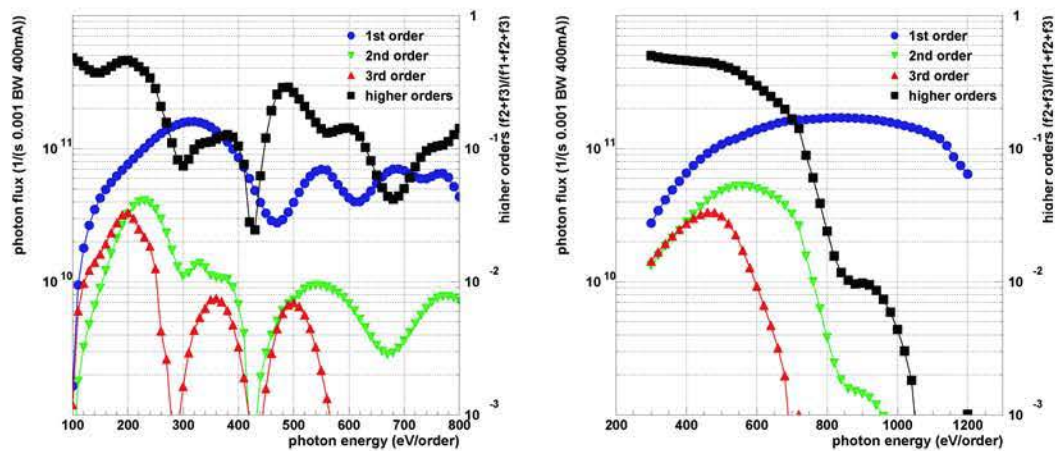 1
1st order
2nd order
3rd order
higher orders
photon flux (1/(s 0.001 BW 400mA))
10^11
10^10
higher orders (f2+f3)/(f1+f2+f3)
10^-1
10^-2
10^-3
100 200 300 400 500 600 700 800
photon energy (eV/order)
1
1st order
2nd order
3rd order
higher orders
photon flux (1/(s 0.001 BW 400mA))
10^11
10^10
higher orders (f2+f3)/(f1+f2+f3)
10^-1
10^-2
10^-3
200 400 600 800 1000 1200
photon energy (eV/order)